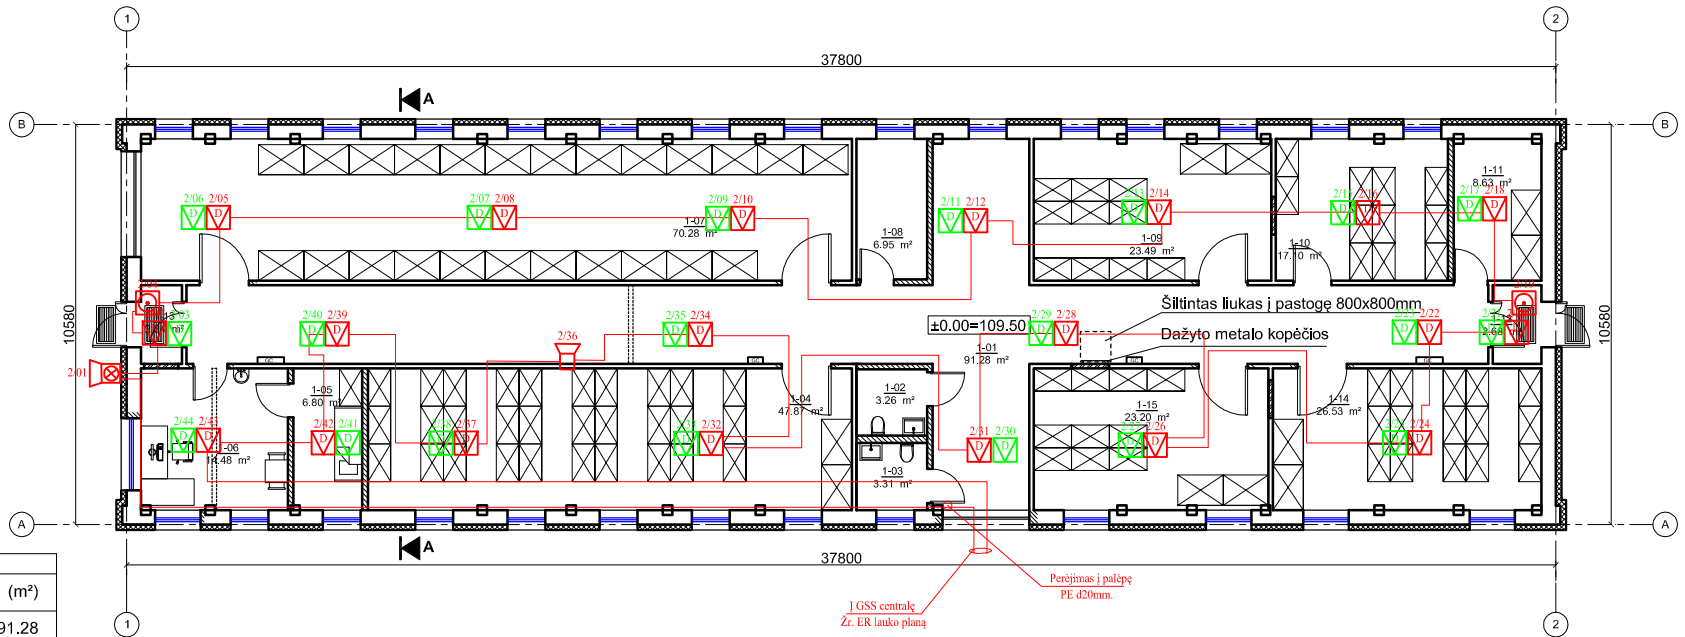 1
2
37800
A
B
B
2/06 2/05
2/07 2/08
2/09 2/10
2/11 2/12
2/13 2/14
2/15 2/16
2/17 2/18
D D
D D
D D
D D
D D
D D
D D
1-07
70.28 m²
1-08
6.95 m²
1-09
23.49 m²
1-10
17.10 m²
1-11
8.63 m²
10580
10580
Šiltintas liukas į pastogę 800x800mm
Dažyto metalo kopėčios
±0.00=109.50
1-01
91.28 m²
2/40 2/39
2/36
2/35 2/34
2/29 2/28
2/23 2/22
D D
D D
D D
D D
2/01
1-05
6.80 m²
1-04
47.87 m²
1-02
3.26 m²
1-15
23.20 m²
1-14
26.53 m²
2/44
2/42 2/41
2/37
2/32
2/31 2/30
2/26
2/24
D D
D D
D D
D D
D D
D D
D D
1-06
14.48 m²
1-03
3.31 m²
A
A
A
37800
Perėjimas į palėpę
PE d20mm.
Į GSS centralę
Žr. ER lauko planą
(m²)
91.28
1
2